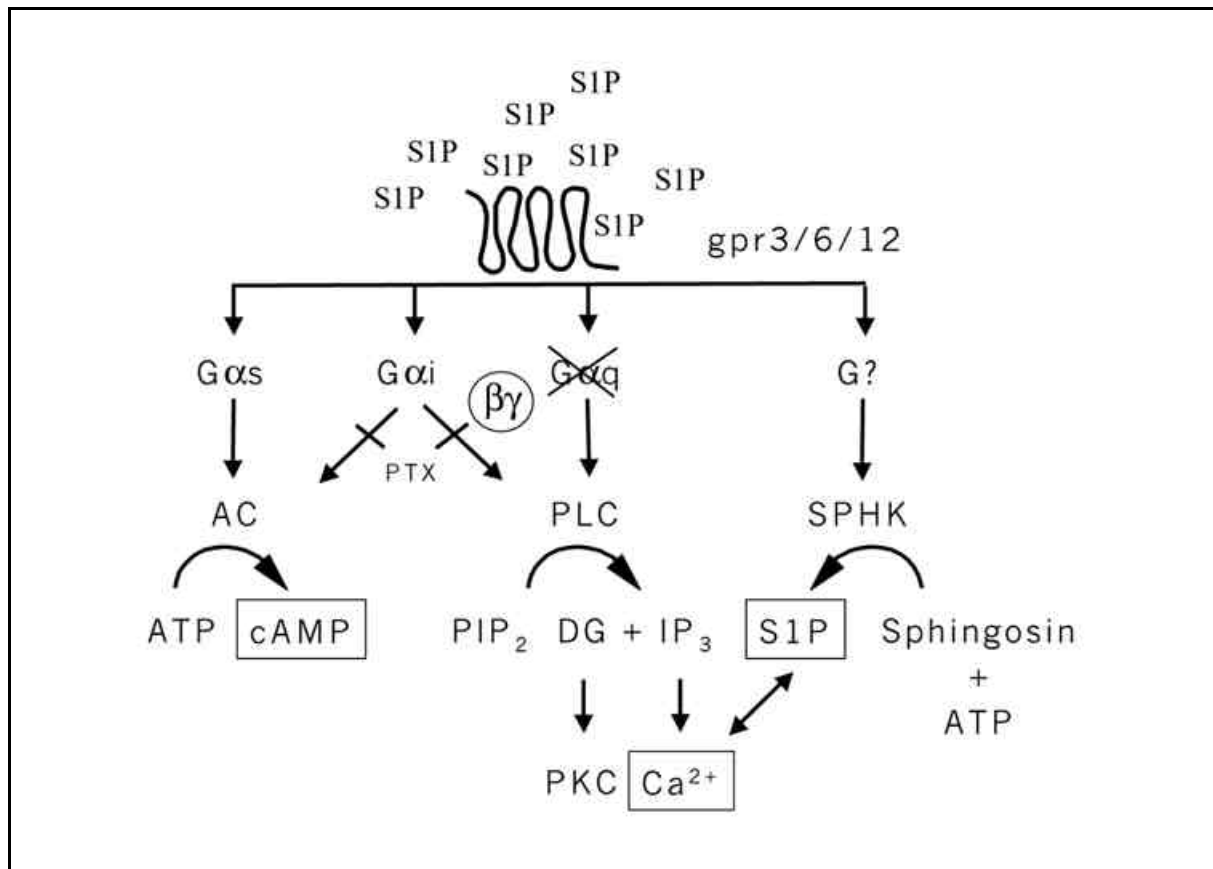 S1P
S1P
S1P S1P S1P
S1P S1P
S1P
gpr3/6/12
Gαs Gαi Gαq G?
βγ
PTX
AC PLC SPHK
ATP cAMP PIP₂ DG + IP₃ S1P Sphingosin
+
ATP
PKC Ca²⁺